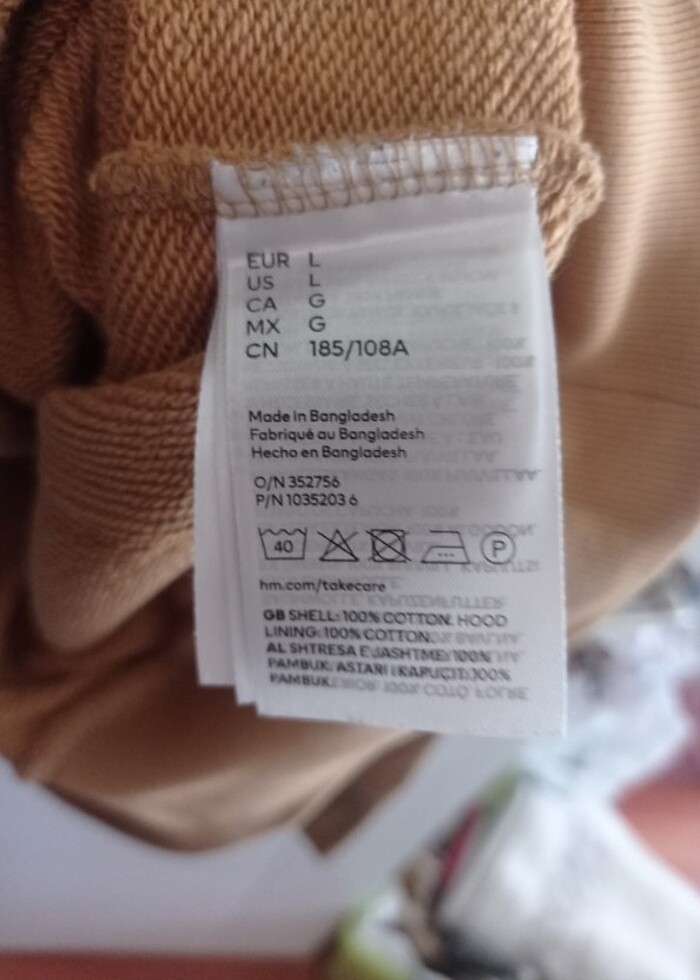 EUR L
US L
CA G
MX G
CN 185/108A
Made in Bangladesh
Fabriqué au Bangladesh
Hecho en Bangladesh
O/N 352756
P/N 1035203 6
40 P
hm.com/takecare
GB SHELL: 100% COTTON. HOOD
LINING: 100% COTTON.
AL SHTRESA E JASHTME: 100%
PAMBUK. ASTARI I KAPUÇIT: 100%
PAMBUK.